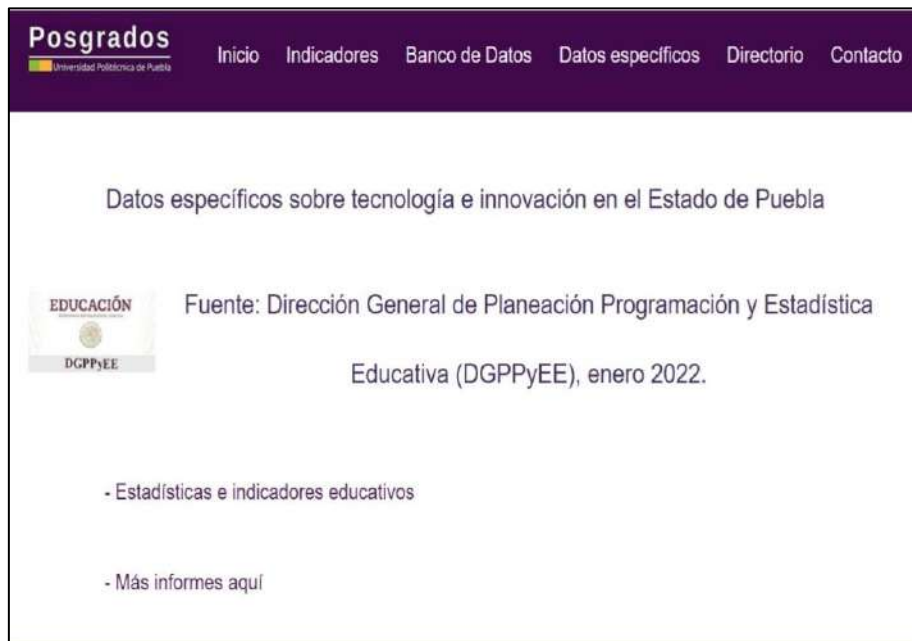 Posgrados
Universidad Politécnica de Puebla
Inicio Indicadores Banco de Datos Datos específicos Directorio Contacto
Datos específicos sobre tecnología e innovación en el Estado de Puebla
EDUCACIÓN
DGPPyEE
Fuente: Dirección General de Planeación Programación y Estadística
Educativa (DGPPyEE), enero 2022.
- Estadísticas e indicadores educativos
- Más informes aquí